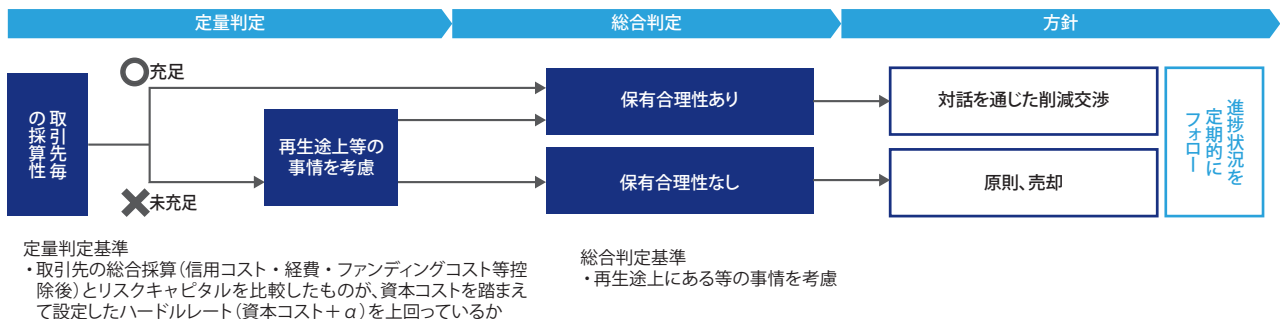 定量判定
総合判定
方針
取引先毎
の採算性
充足
未充足
再生途上等の
事情を考慮
保有合理性あり
保有合理性なし
対話を通じた削減交渉
原則、売却
進捗状況を
定期的に
フォロー
定量判定基準
・取引先の総合採算(信用コスト・経費・ファンディングコスト等控
除後)とリスクキャピタルを比較したものが、資本コストを踏まえ
て設定したハードルレート(資本コスト+α)を上回っているか
総合判定基準
・再生途上にある等の事情を考慮